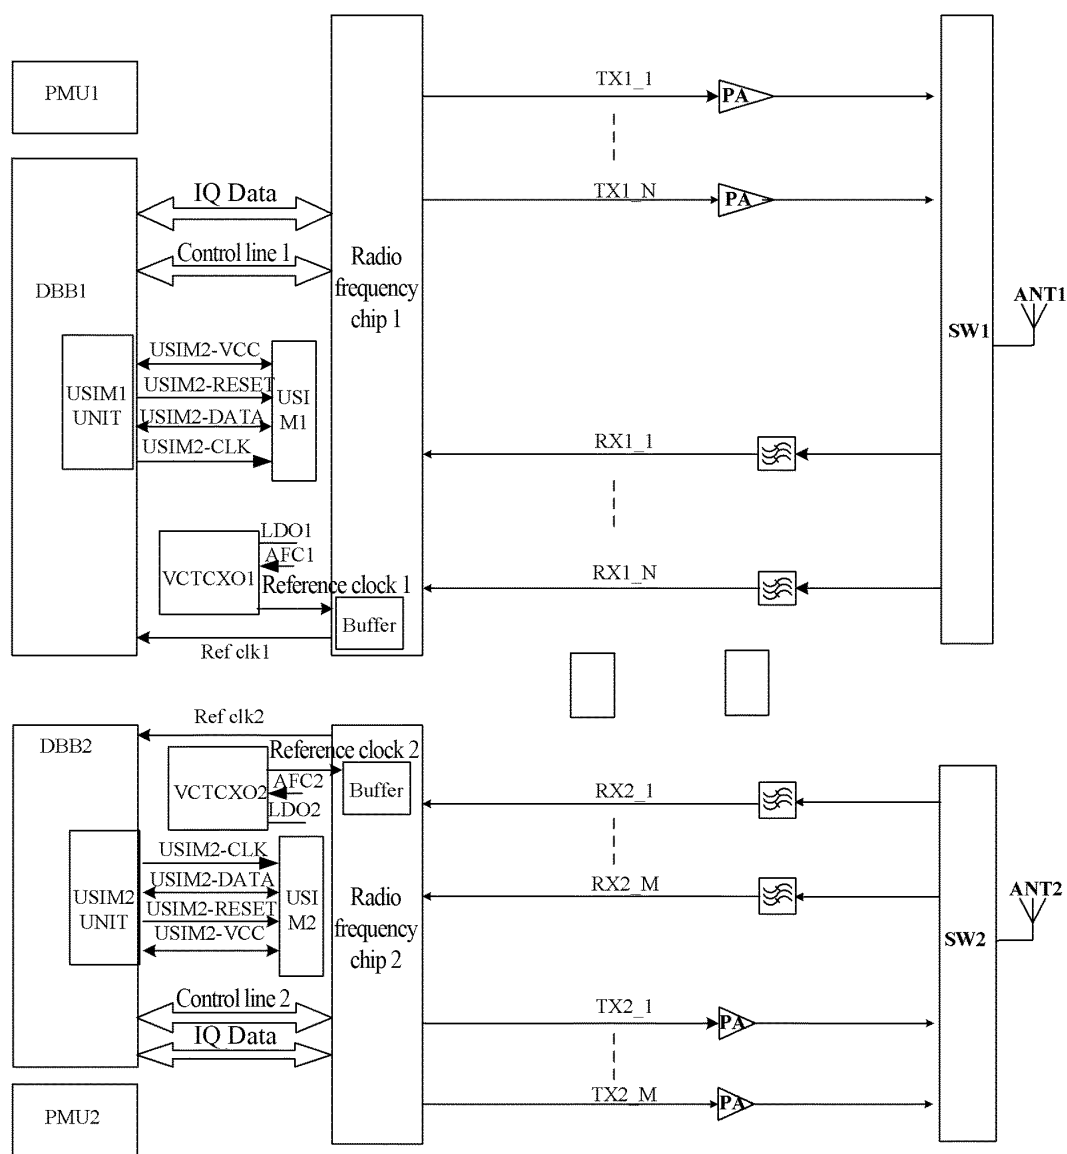 PMU1
TX1_1
PA
IQ Data
TX1_N
PA
Control line 1
Radio
frequency
chip 1
DBB1
ANT1
SW1
USIM2-VCC
USIM1
UNIT
USIM2-RESET
USI
M1
USIM2-DATA
USIM2-CLK
RX1_1
LDO1
AFC1
VCTCXO1
RX1_N
Reference clock 1
Buffer
Ref clk1
Ref clk2
DBB2
Reference clock 2
AFC2
VCTCXO2
Buffer
LDO2
RX2_1
USIM2-CLK
USIM2-DATA
USIM2
UNIT
USI
M2
USIM2-RESET
USIM2-VCC
RX2_M
Radio
frequency
chip 2
ANT2
SW2
Control line 2
TX2_1
PA
IQ Data
TX2_M
PA
PMU2